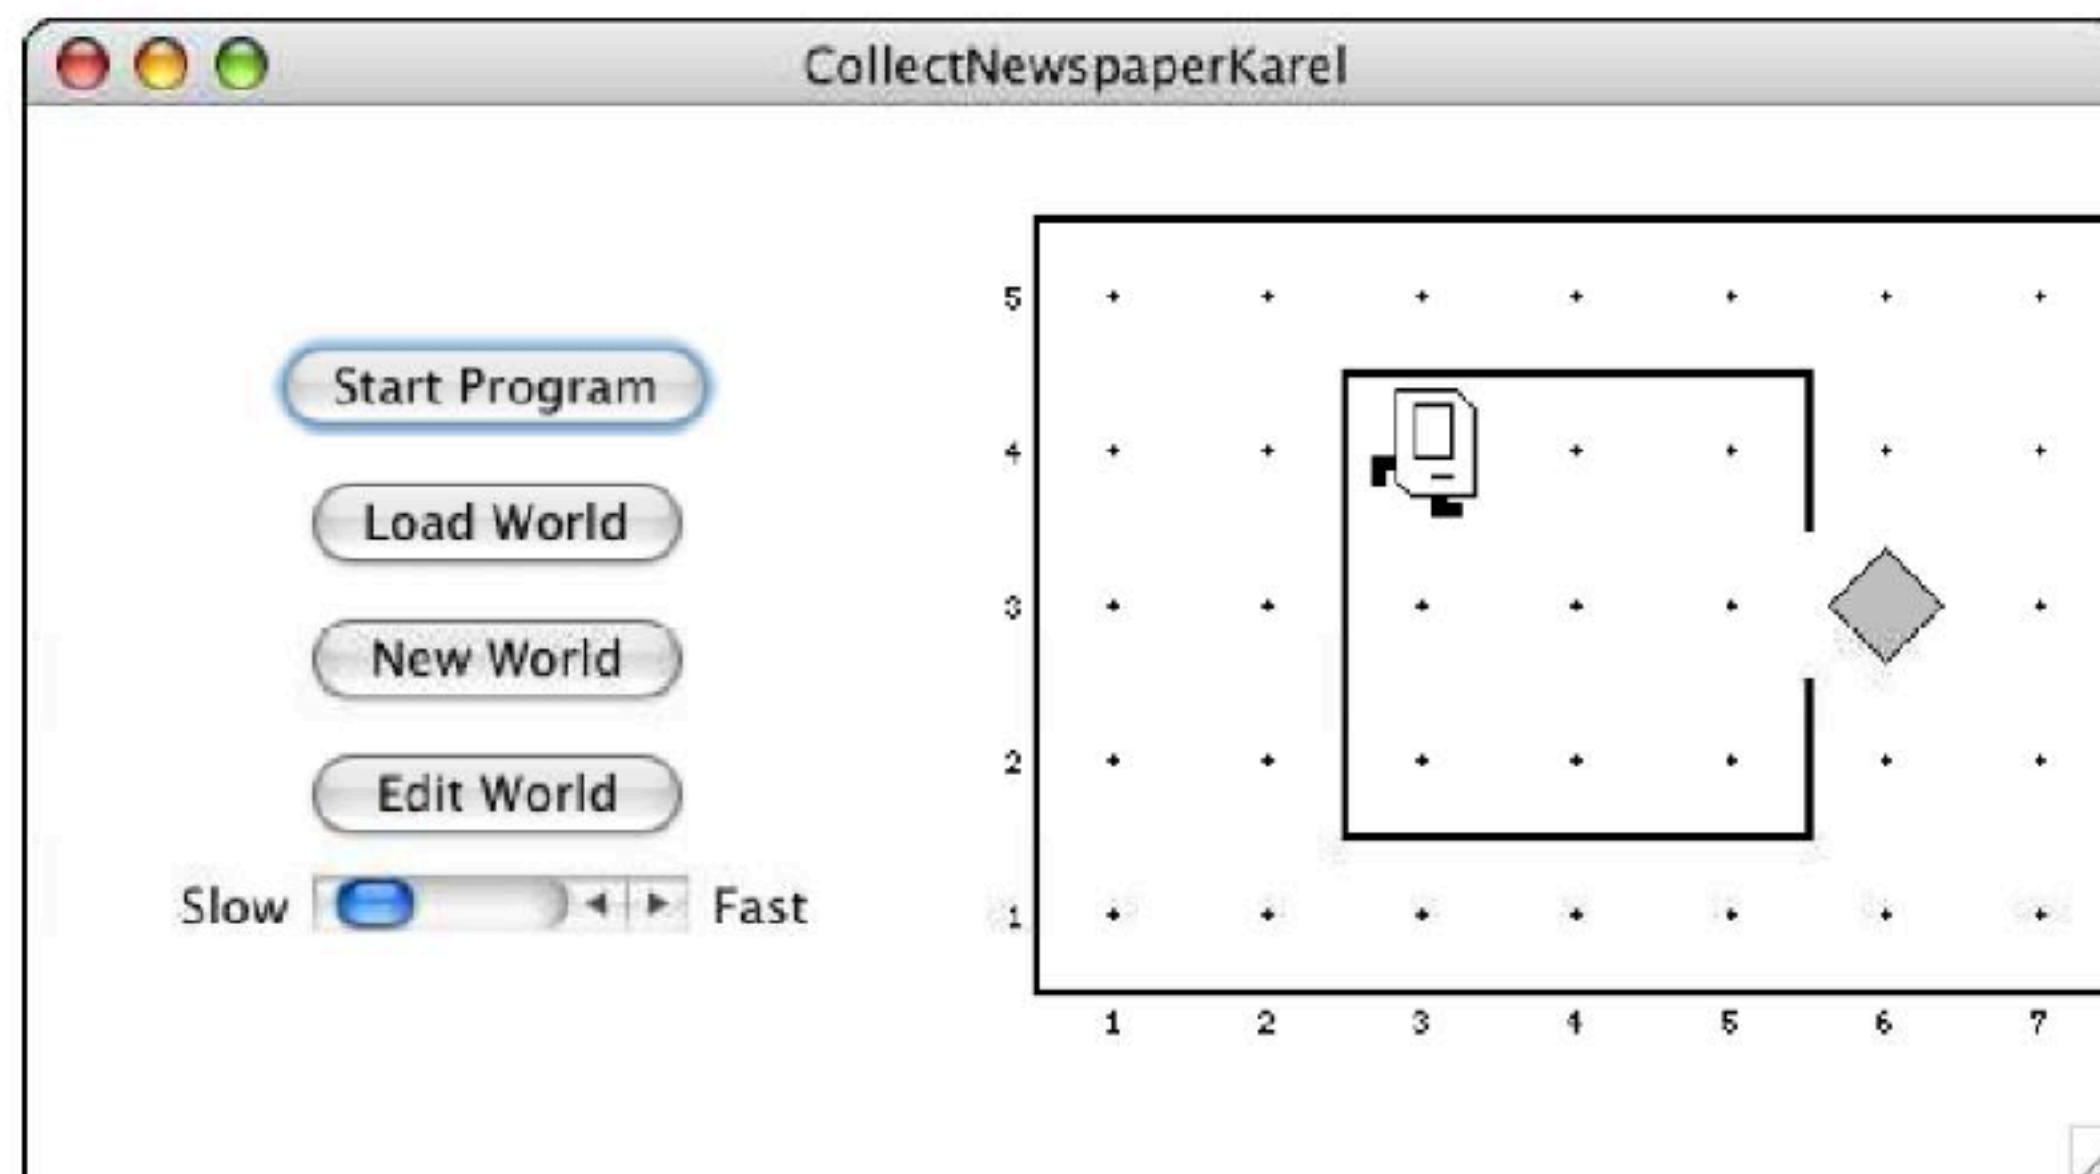 CollectNewspaperKarel
Start Program
Load World
New World
Edit World
Slow Fast
5
4
3
2
1
1 2 3 4 5 6 7